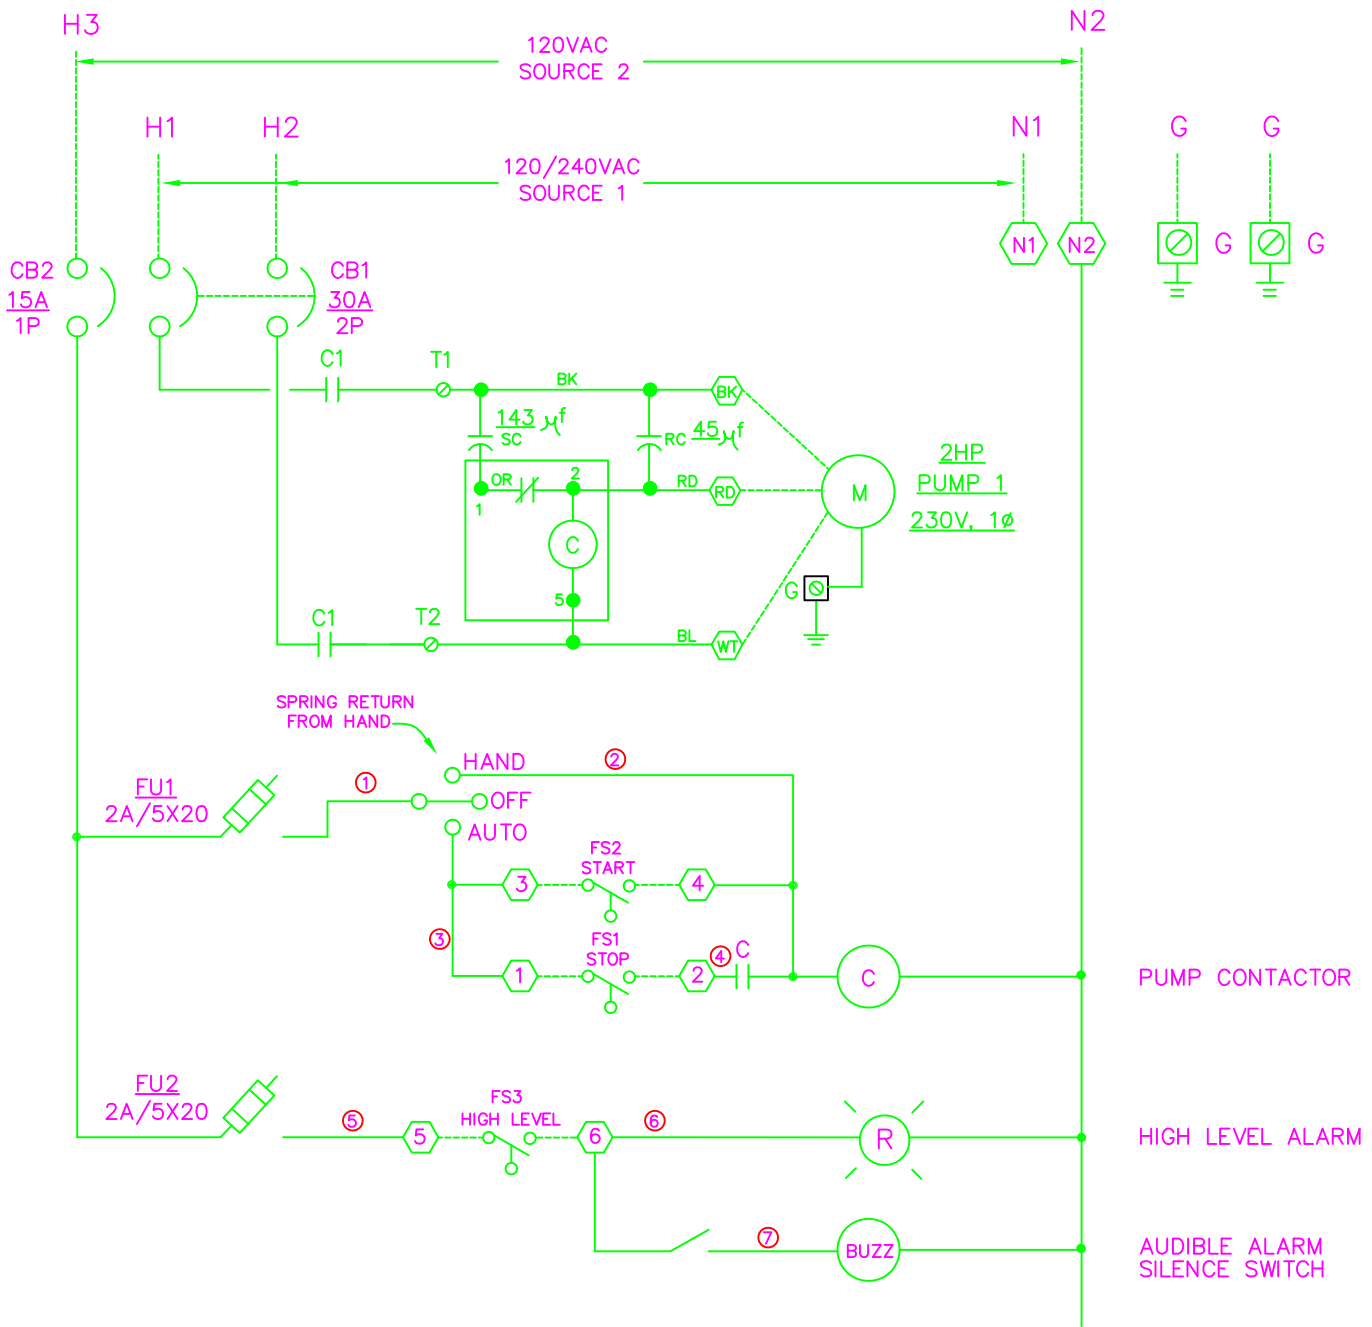 H3
N2
120VAC
SOURCE 2
H1
H2
N1
G
G
120/240VAC
SOURCE 1
N1
N2
G
G
CB2
15A
1P
CB1
30A
2P
C1
T1
BK
BK
143 µf
SC
RC
45µf
OR
2
1
RD
RD
M
2HP
PUMP 1
230V, 1ø
C
5
G
C1
T2
BL
WT
SPRING RETURN
FROM HAND
HAND
2
FU1
2A/5X20
1
OFF
AUTO
FS2
START
3
4
3
FS1
STOP
1
2
4
C
C
PUMP CONTACTOR
FU2
2A/5X20
5
FS3
HIGH LEVEL
5
6
6
R
HIGH LEVEL ALARM
7
BUZZ
AUDIBLE ALARM
SILENCE SWITCH